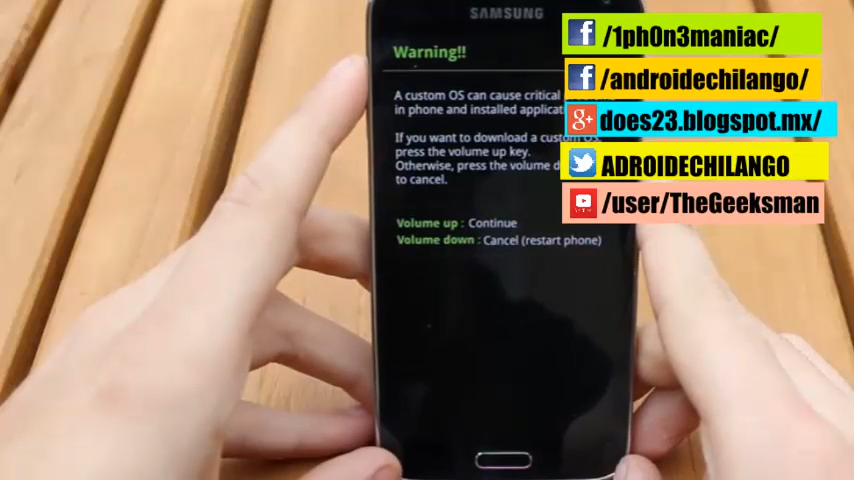 SAMSUNG
Warning!!
A custom OS can cause critical
in phone and installed applicat
If you want to download a custom OS,
press the volume up key.
Otherwise, press the volume d
to cancel.
Volume up : Continue
Volume down : Cancel (restart phone)
/1ph0n3maniac/
/androidechilango/
does23.blogspot.mx/
ADROIDECHILANGO
/user/TheGeeksman